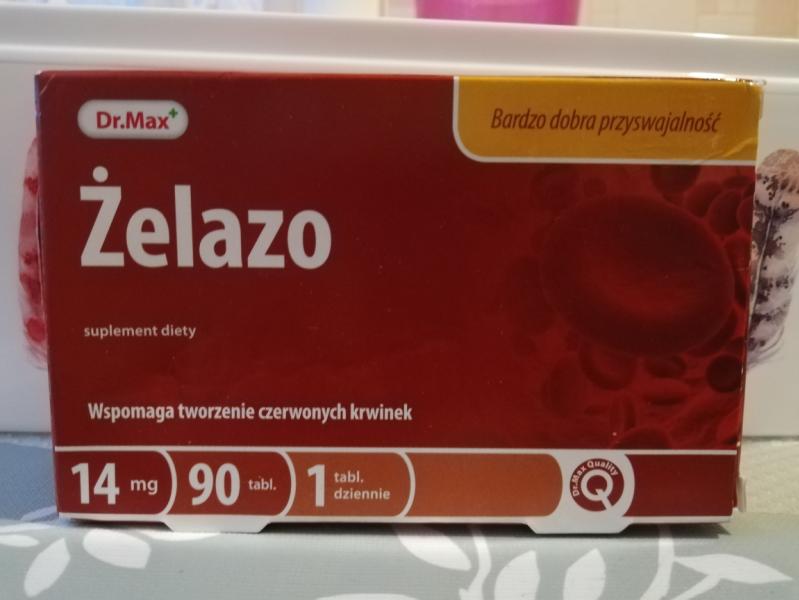 Dr.Max+
Bardzo dobra przyswajalność
Żelazo
suplement diety
Wspomaga tworzenie czerwonych krwinek
14 mg
90 tabl.
1 tabl.
dziennie
Dr.Max Quality
Q